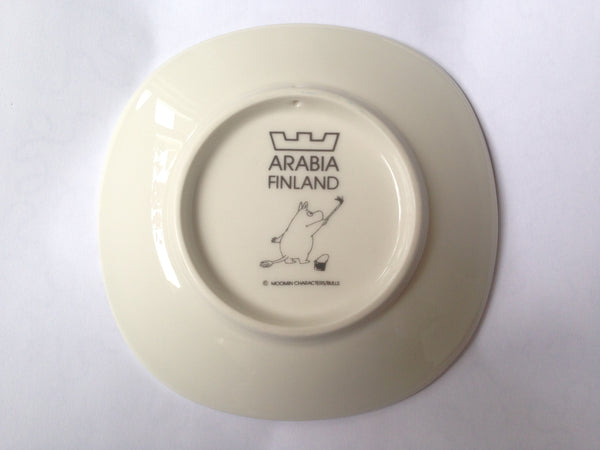 ARABIA
FINLAND
© MOOMIN CHARACTERS/BULLS